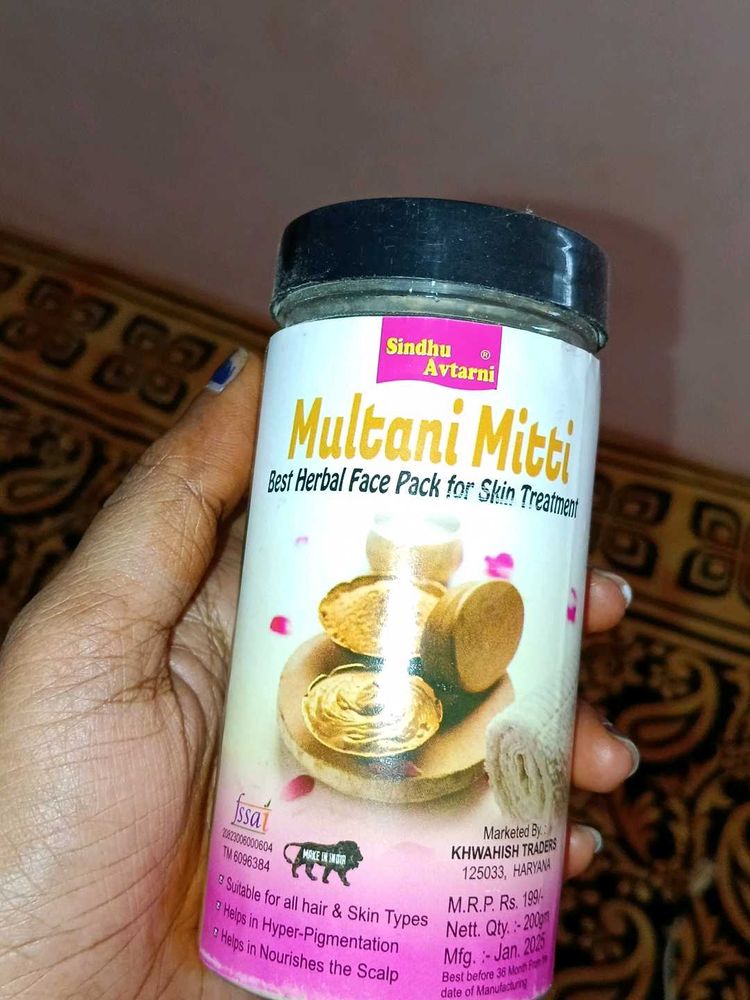 Sindhu
Avtarni ®
Multani Mitti
Best Herbal Face Pack for Skin Treatment
fssai
20823006000604
TM 6096384
MAKE IN INDIA
Suitable for all hair & Skin Types
Helps in Hyper-Pigmentation
Helps in Nourishes the Scalp
Marketed By. :-
KHWAHISH TRADERS
125033, HARYANA
M.R.P. Rs. 199/-
Nett. Qty. :- 200gm
Mfg. :- Jan. 2025
Best before 36 Month From the
date of Manufacturing